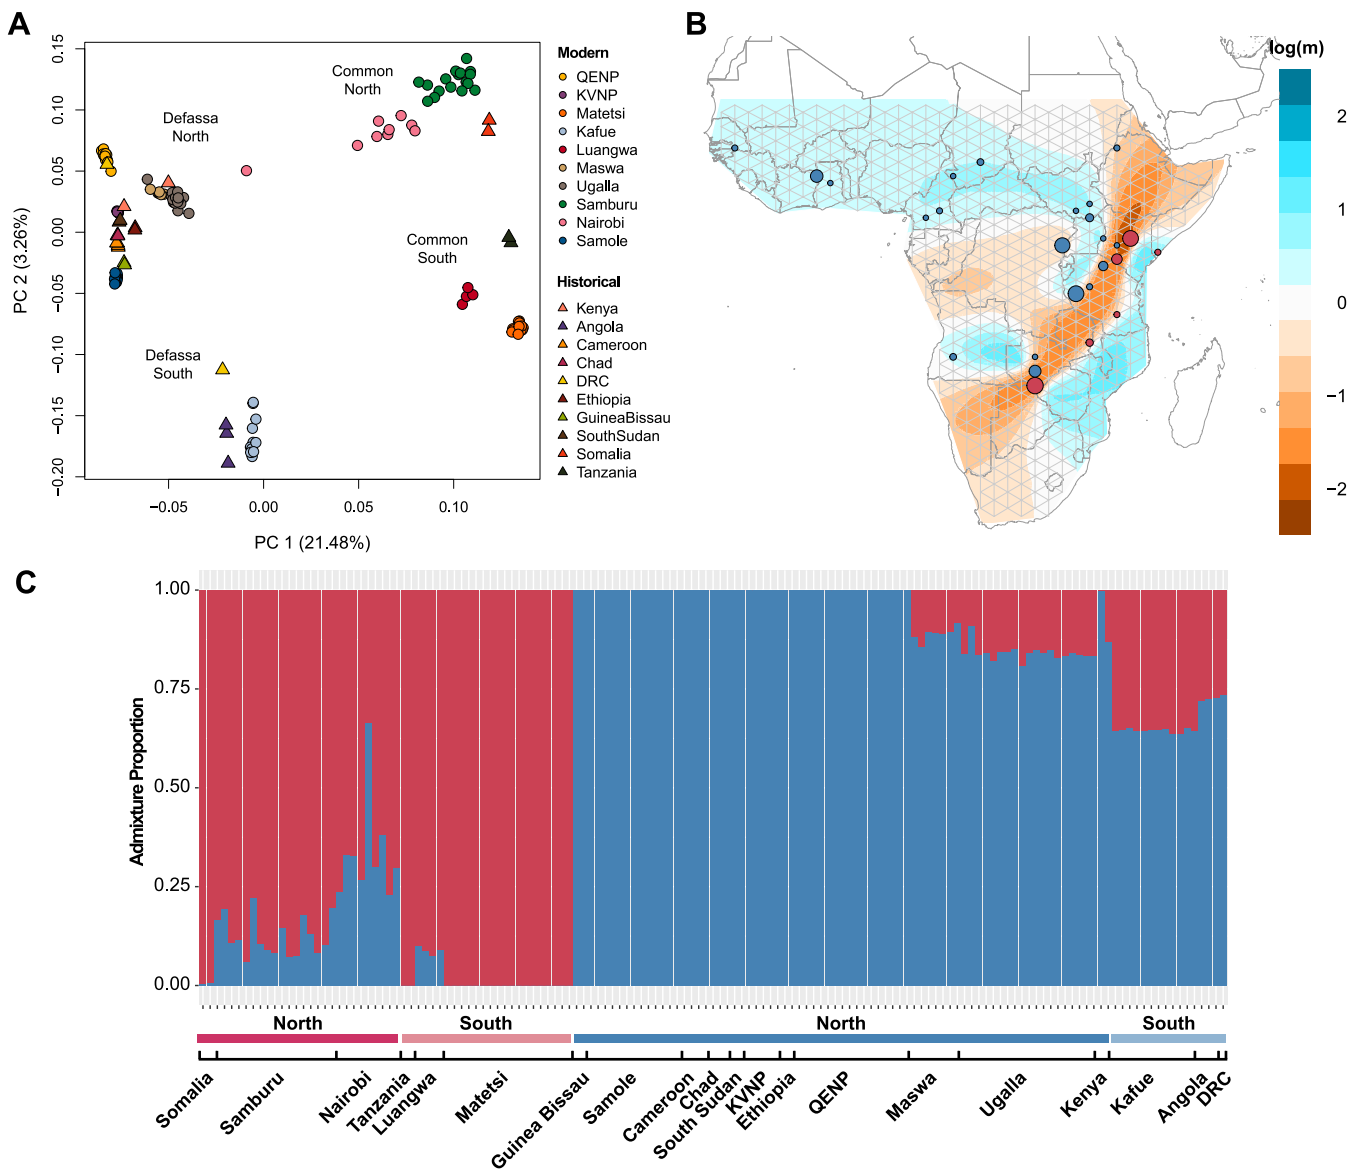 A
B
0.15
0.10
0.05
0.00
−0.05
−0.10
−0.15
−0.20
PC 2 (3.26%)
−0.05
0.00
0.05
0.10
PC 1 (21.48%)
Common
North
Defassa
North
Common
South
Defassa
South
Modern
QENP
KVNP
Matetsi
Kafue
Luangwa
Maswa
Ugalla
Samburu
Nairobi
Samole
Historical
Kenya
Angola
Cameroon
Chad
DRC
Ethiopia
GuineaBissau
SouthSudan
Somalia
Tanzania
log(m)
2
1
0
−1
−2
C
1.00
0.75
0.50
0.25
0.00
Admixture Proportion
North
South
North
South
Somalia
Samburu
Nairobi
Tanzania
Luangwa
Matetsi
Guinea Bissau
Samole
Cameroon
Chad
South Sudan
KVNP
Ethiopia
QENP
Maswa
Ugalla
Kenya
Kafue
Angola
DRC